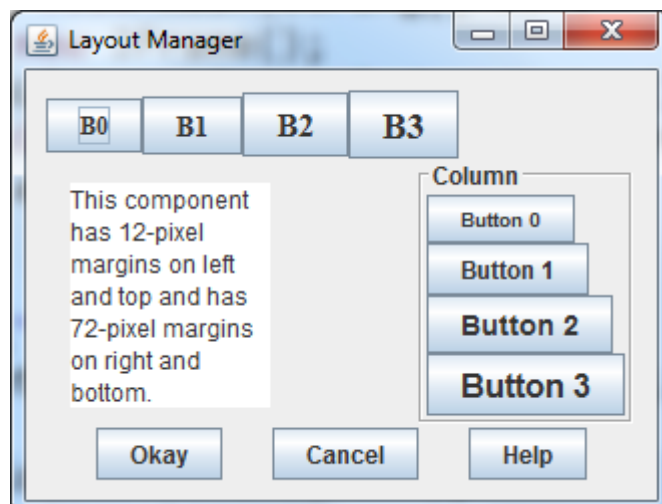 Layout Manager
B0 B1 B2 B3
This component
has 12-pixel
margins on left
and top and has
72-pixel margins
on right and
bottom.
Column
Button 0
Button 1
Button 2
Button 3
Okay Cancel Help